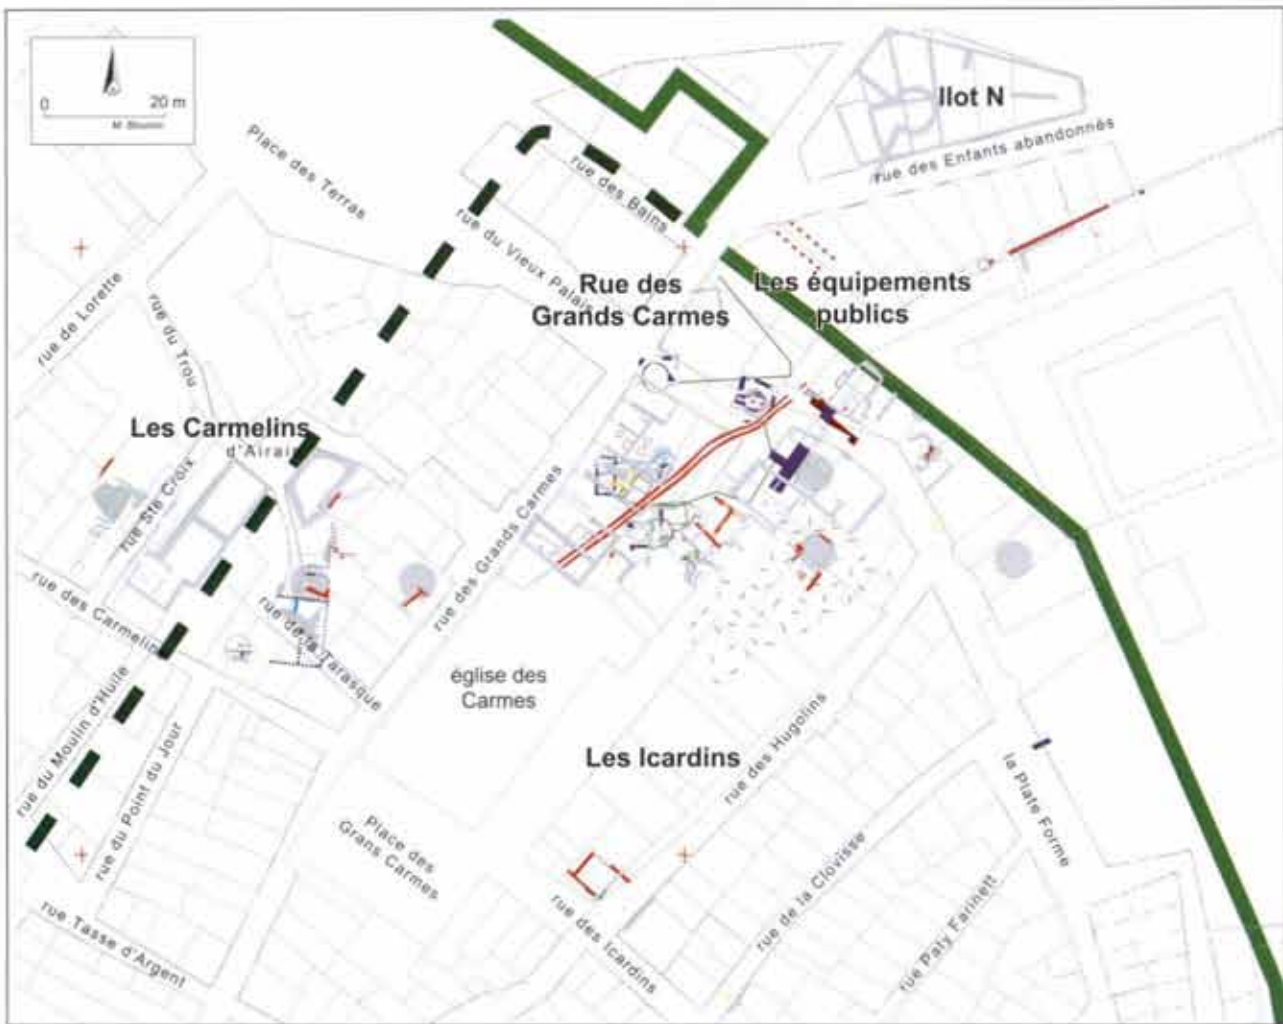 0 20 m
Ilot N
rue des Enfants abandonnés
Place des Terras
rue des Bains
rue du Vieux Palais
rue de Lorette
rue du Trou
d'Airain
Rue des
Grands Carmes
Les équipements
publics
Les Carmelins
rue Ste Croix
rue des Grands Carmes
rue des Carmelin
rue de la Tarasque
rue du Moulin d'Huile
rue du Point du Jour
église des
Carmes
Les Icardins
rue des Hugolins
la Plate Forme
Place des
Grans Carmes
rue des Icardins
rue de la Clovisse
rue Paly Farinett
rue Tasse d'Argent